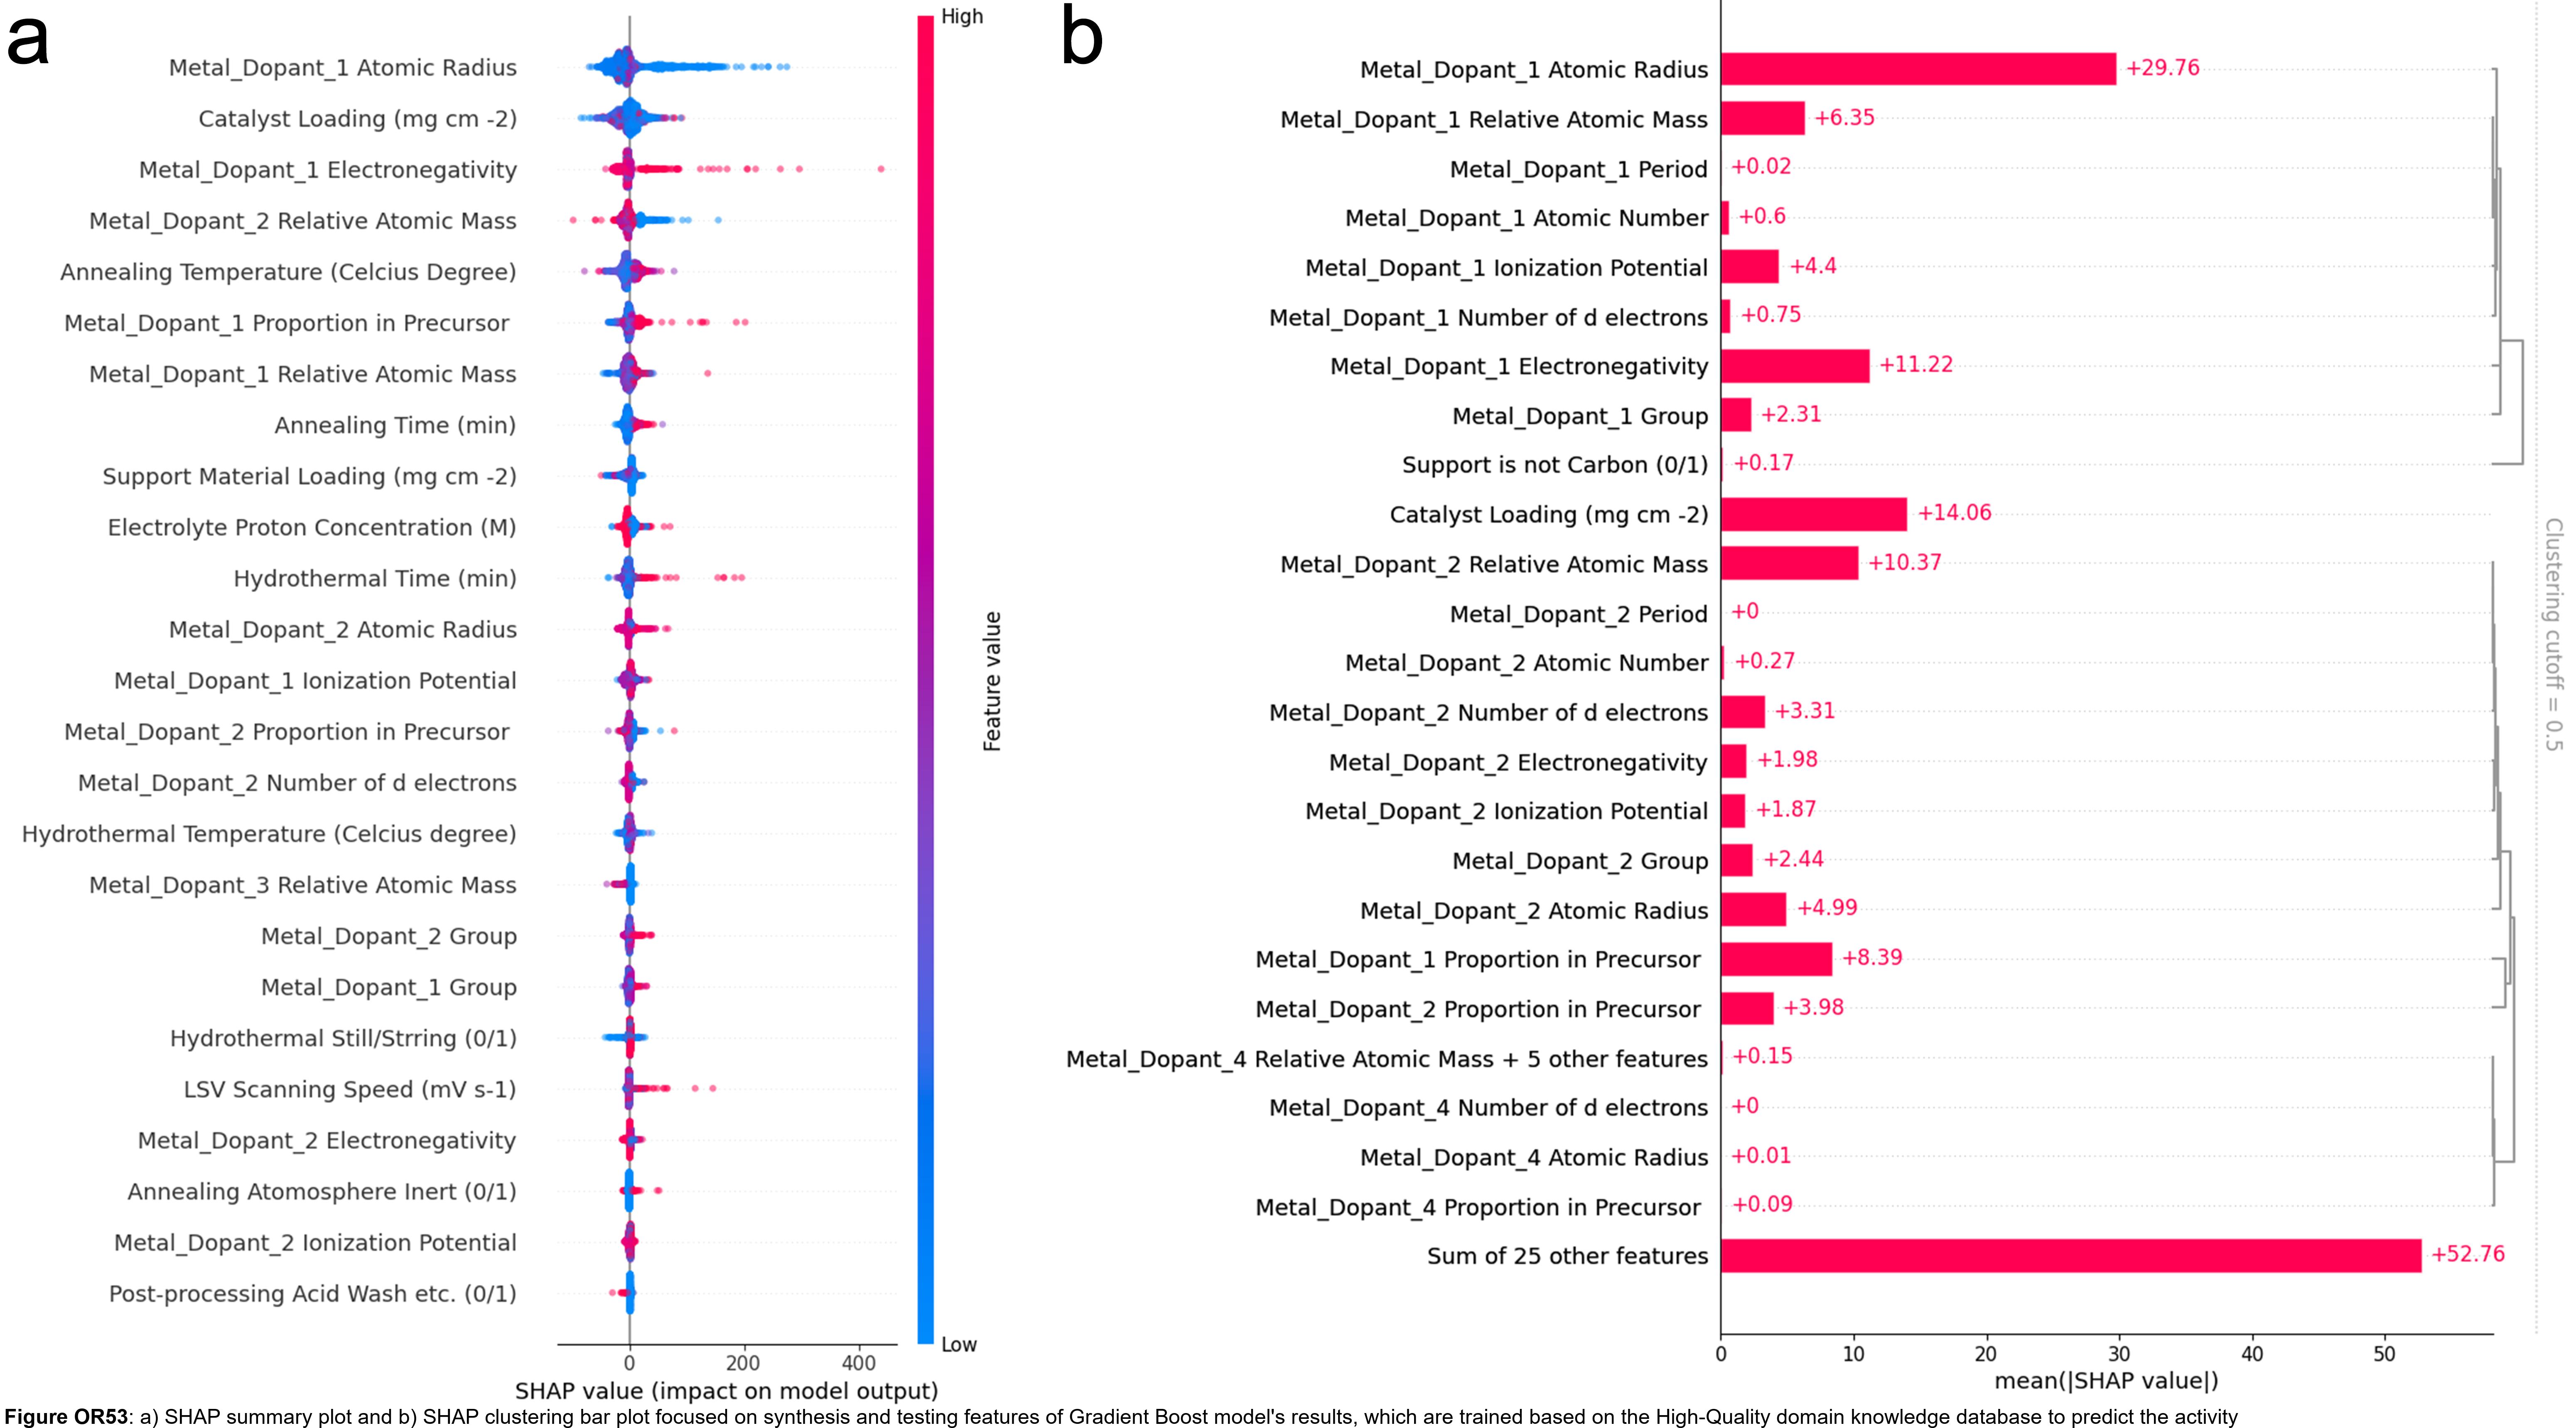 a
High
Metal_Dopant_1 Atomic Radius
Catalyst Loading (mg cm -2)
Metal_Dopant_1 Electronegativity
Metal_Dopant_2 Relative Atomic Mass
Annealing Temperature (Celcius Degree)
Metal_Dopant_1 Proportion in Precursor
Metal_Dopant_1 Relative Atomic Mass
Annealing Time (min)
Support Material Loading (mg cm -2)
Electrolyte Proton Concentration (M)
Hydrothermal Time (min)
Metal_Dopant_2 Atomic Radius
Metal_Dopant_1 Ionization Potential
Metal_Dopant_2 Proportion in Precursor
Metal_Dopant_2 Number of d electrons
Hydrothermal Temperature (Celcius degree)
Metal_Dopant_3 Relative Atomic Mass
Metal_Dopant_2 Group
Metal_Dopant_1 Group
Hydrothermal Still/Strring (0/1)
LSV Scanning Speed (mV s-1)
Metal_Dopant_2 Electronegativity
Annealing Atomosphere Inert (0/1)
Metal_Dopant_2 Ionization Potential
Post-processing Acid Wash etc. (0/1)
Feature value
Low
0 200 400
SHAP value (impact on model output)
b
Metal_Dopant_1 Atomic Radius +29.76
Metal_Dopant_1 Relative Atomic Mass +6.35
Metal_Dopant_1 Period +0.02
Metal_Dopant_1 Atomic Number +0.6
Metal_Dopant_1 Ionization Potential +4.4
Metal_Dopant_1 Number of d electrons +0.75
Metal_Dopant_1 Electronegativity +11.22
Metal_Dopant_1 Group +2.31
Support is not Carbon (0/1) +0.17
Catalyst Loading (mg cm -2) +14.06
Metal_Dopant_2 Relative Atomic Mass +10.37
Metal_Dopant_2 Period +0
Metal_Dopant_2 Atomic Number +0.27
Metal_Dopant_2 Number of d electrons +3.31
Metal_Dopant_2 Electronegativity +1.98
Metal_Dopant_2 Ionization Potential +1.87
Metal_Dopant_2 Group +2.44
Metal_Dopant_2 Atomic Radius +4.99
Metal_Dopant_1 Proportion in Precursor +8.39
Metal_Dopant_2 Proportion in Precursor +3.98
Metal_Dopant_4 Relative Atomic Mass + 5 other features +0.15
Metal_Dopant_4 Number of d electrons +0
Metal_Dopant_4 Atomic Radius +0.01
Metal_Dopant_4 Proportion in Precursor +0.09
Sum of 25 other features +52.76
Clustering cutoff = 0.5
0 10 20 30 40 50
mean(|SHAP value|)
Figure OR53: a) SHAP summary plot and b) SHAP clustering bar plot focused on synthesis and testing features of Gradient Boost model's results, which are trained based on the High-Quality domain knowledge database to predict the activity